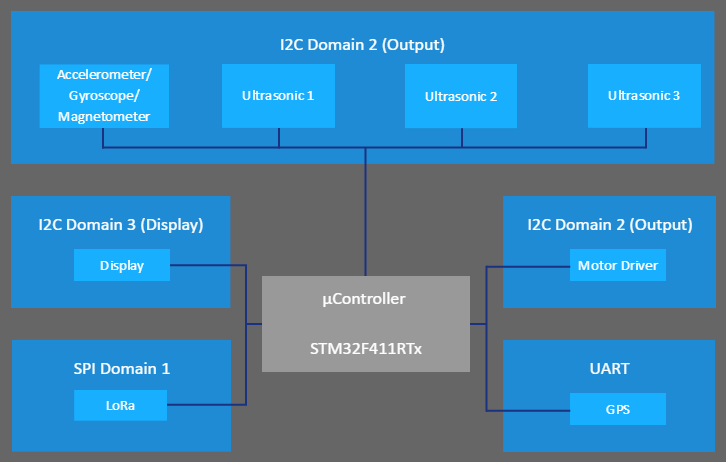 I2C Domain 2 (Output)
Accelerometer/
Gyroscope/
Magnetometer
Ultrasonic 1
Ultrasonic 2
Ultrasonic 3
I2C Domain 3 (Display)
Display
I2C Domain 2 (Output)
Motor Driver
µController
STM32F411RTx
SPI Domain 1
LoRa
UART
GPS